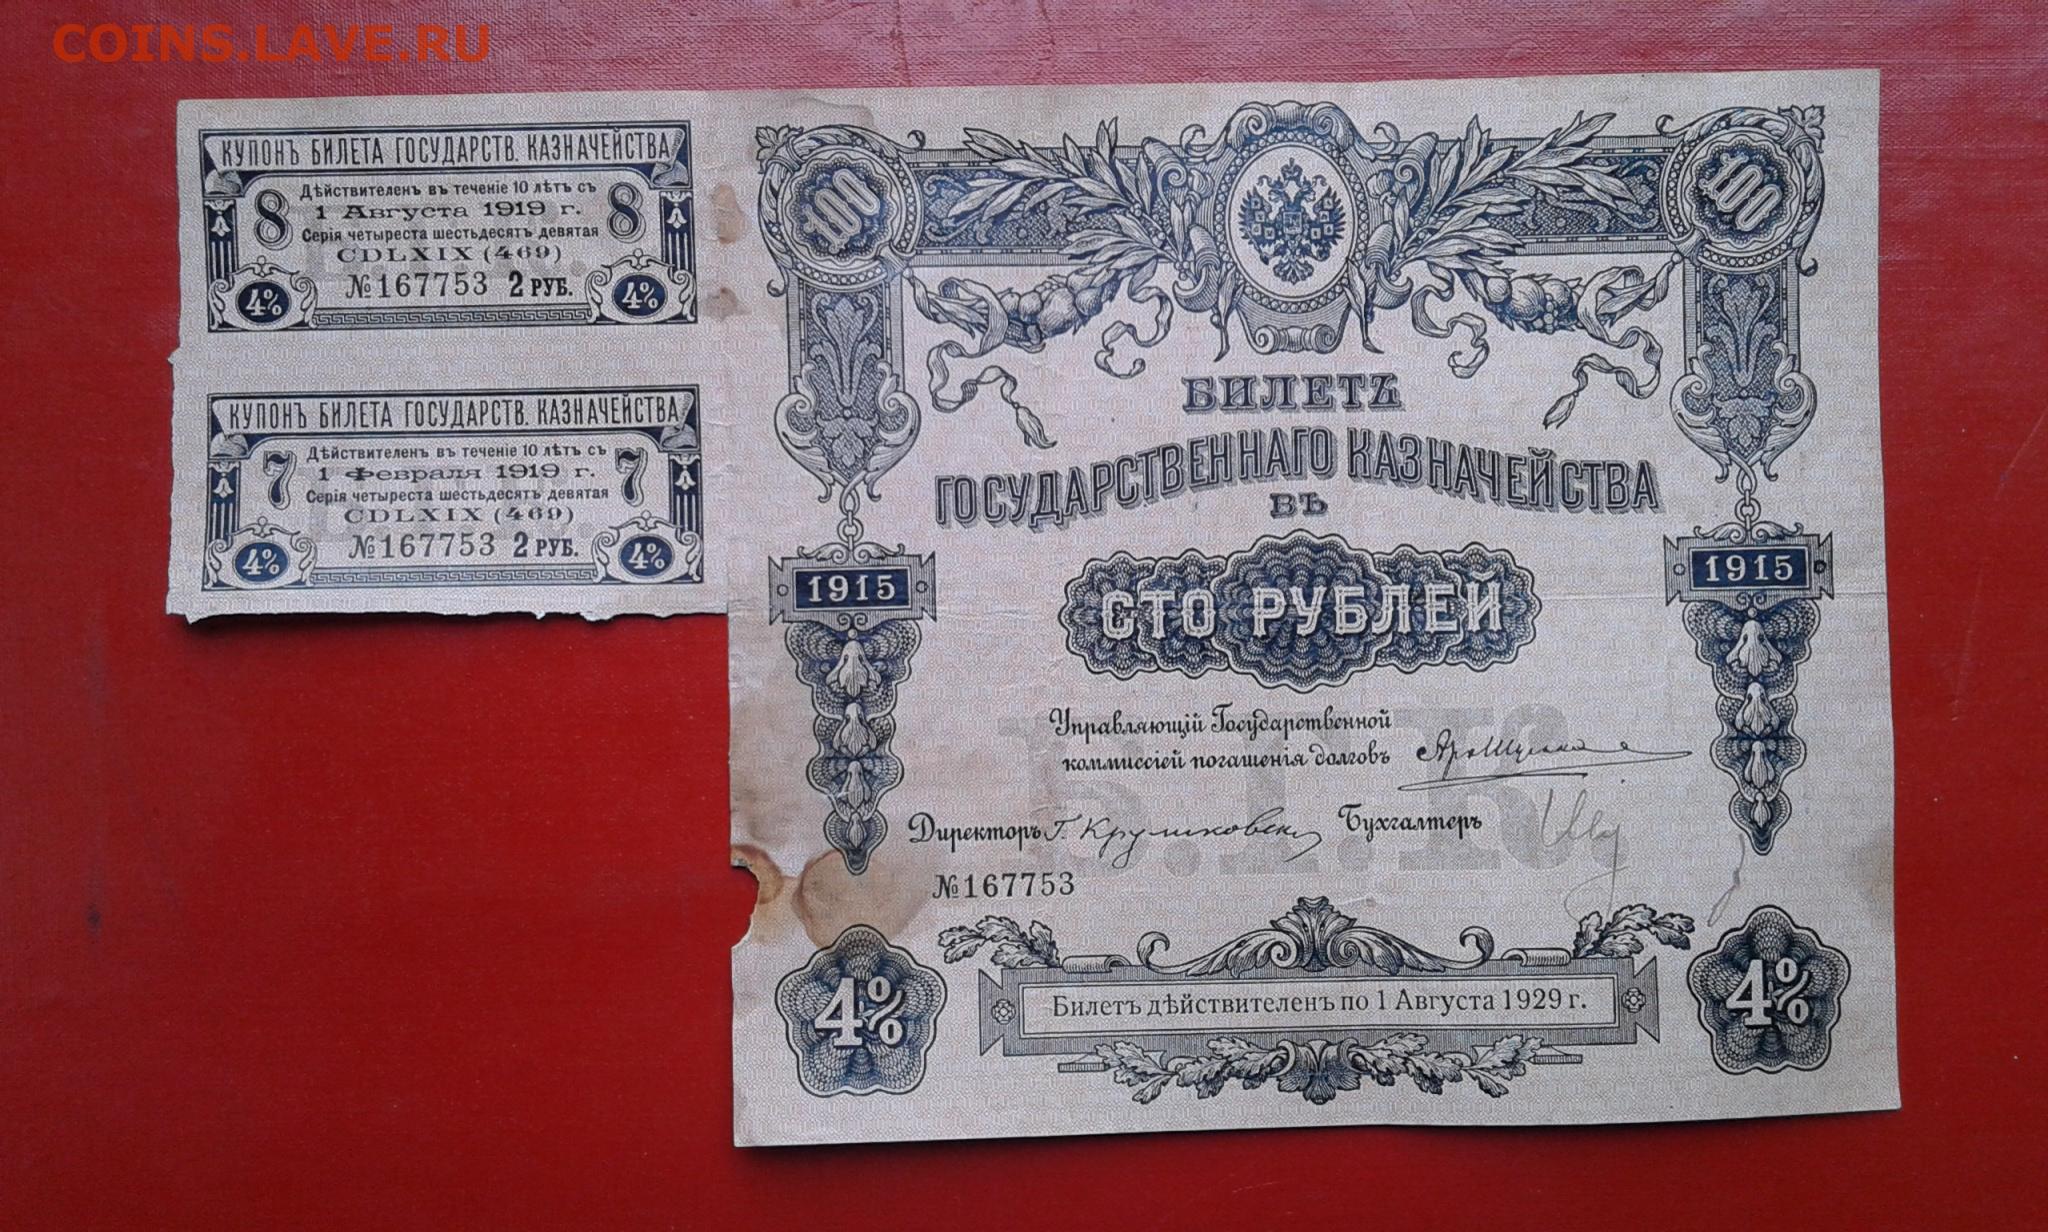 COINS.LAVE.RU
КУПОНЪ БИЛЕТА ГОСУДАРСТВ. КАЗНАЧЕЙСТВА
Дѣйствителенъ въ теченіе 10 лѣтъ съ
8 1 Августа 1919 г. 8
Серія четыреста шестьдесятъ девятая
CDLXIX (469)
№167753 2 РУБ.
4% 4%
КУПОНЪ БИЛЕТА ГОСУДАРСТВ. КАЗНАЧЕЙСТВА
Дѣйствителенъ въ теченіе 10 лѣтъ съ
7 1 Февраля 1919 г. 7
Серія четыреста шестьдесятъ девятая
CDLXIX (469)
№167753 2 РУБ.
4% 4%
100 100
БИЛЕТЪ
ГОСУДАРСТВЕННАГО КАЗНАЧЕЙСТВА
ВЪ
1915 1915
СТО РУБЛЕЙ
Управляющій Государственной
коммиссіей погашенія долговъ
Директоръ Бухгалтеръ
№167753
4% 4%
Билетъ дѣйствителенъ по 1 Августа 1929 г.